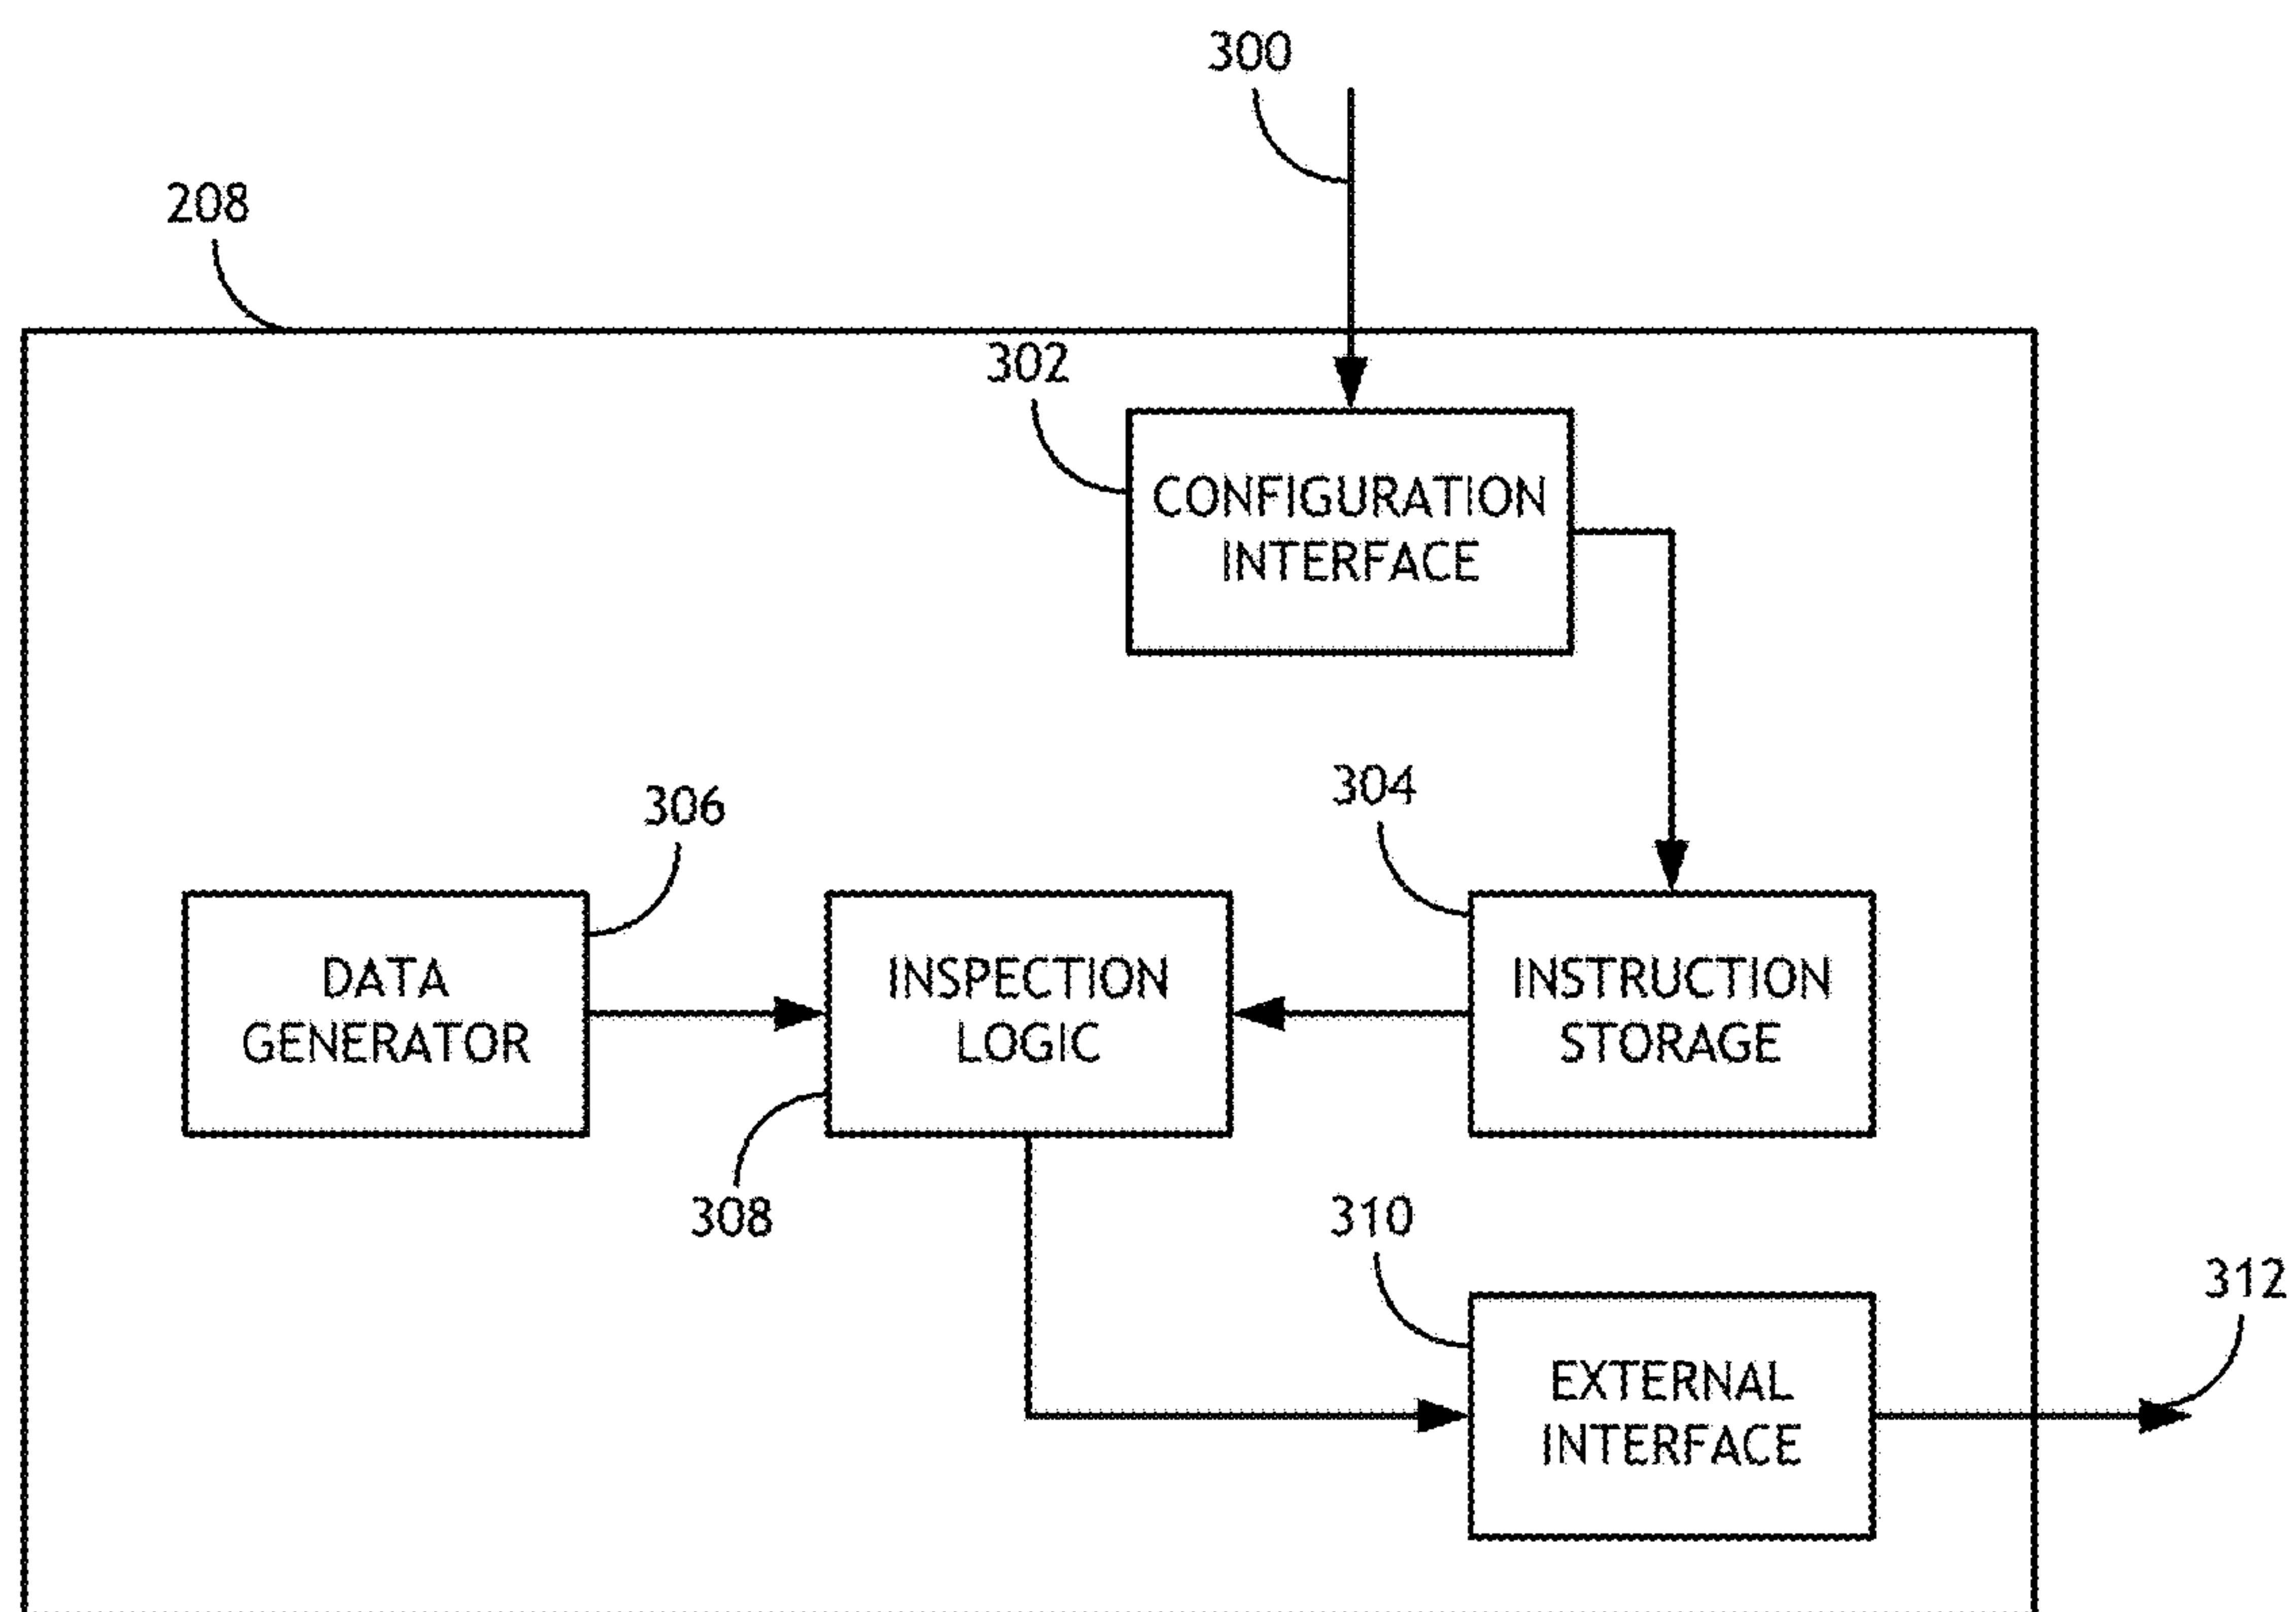 300
208
302
CONFIGURATION
INTERFACE
306
304
DATA
GENERATOR
INSPECTION
LOGIC
INSTRUCTION
STORAGE
308
310
312
EXTERNAL
INTERFACE